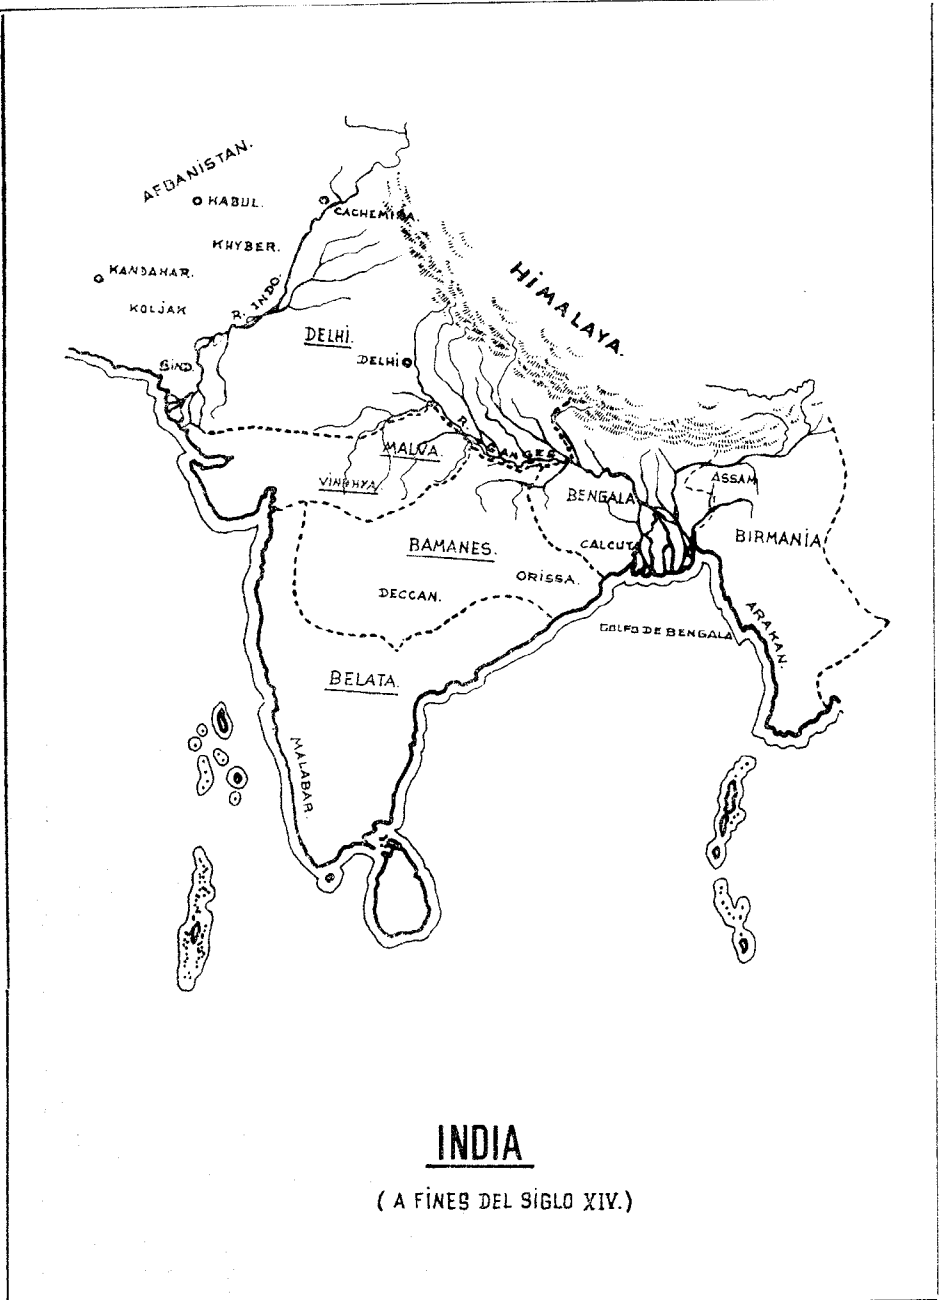 AFGANISTAN.
KABUL.
CACHEMIRA.
KHYBER.
KANDAHAR.
KOLJAK
R. INDO.
HIMALAYA.
DELHI.
DELHI
SIND.
R. GANGES
MALVA.
VINDHYA
ASSAM
BENGALA
BAMANES.
CALCUTA
BIRMANIA
ORISSA.
DECCAN.
GOLFO DE BENGALA
ARAKAN.
BELATA.
MALABAR.
INDIA
( A FINES DEL SIGLO XIV.)